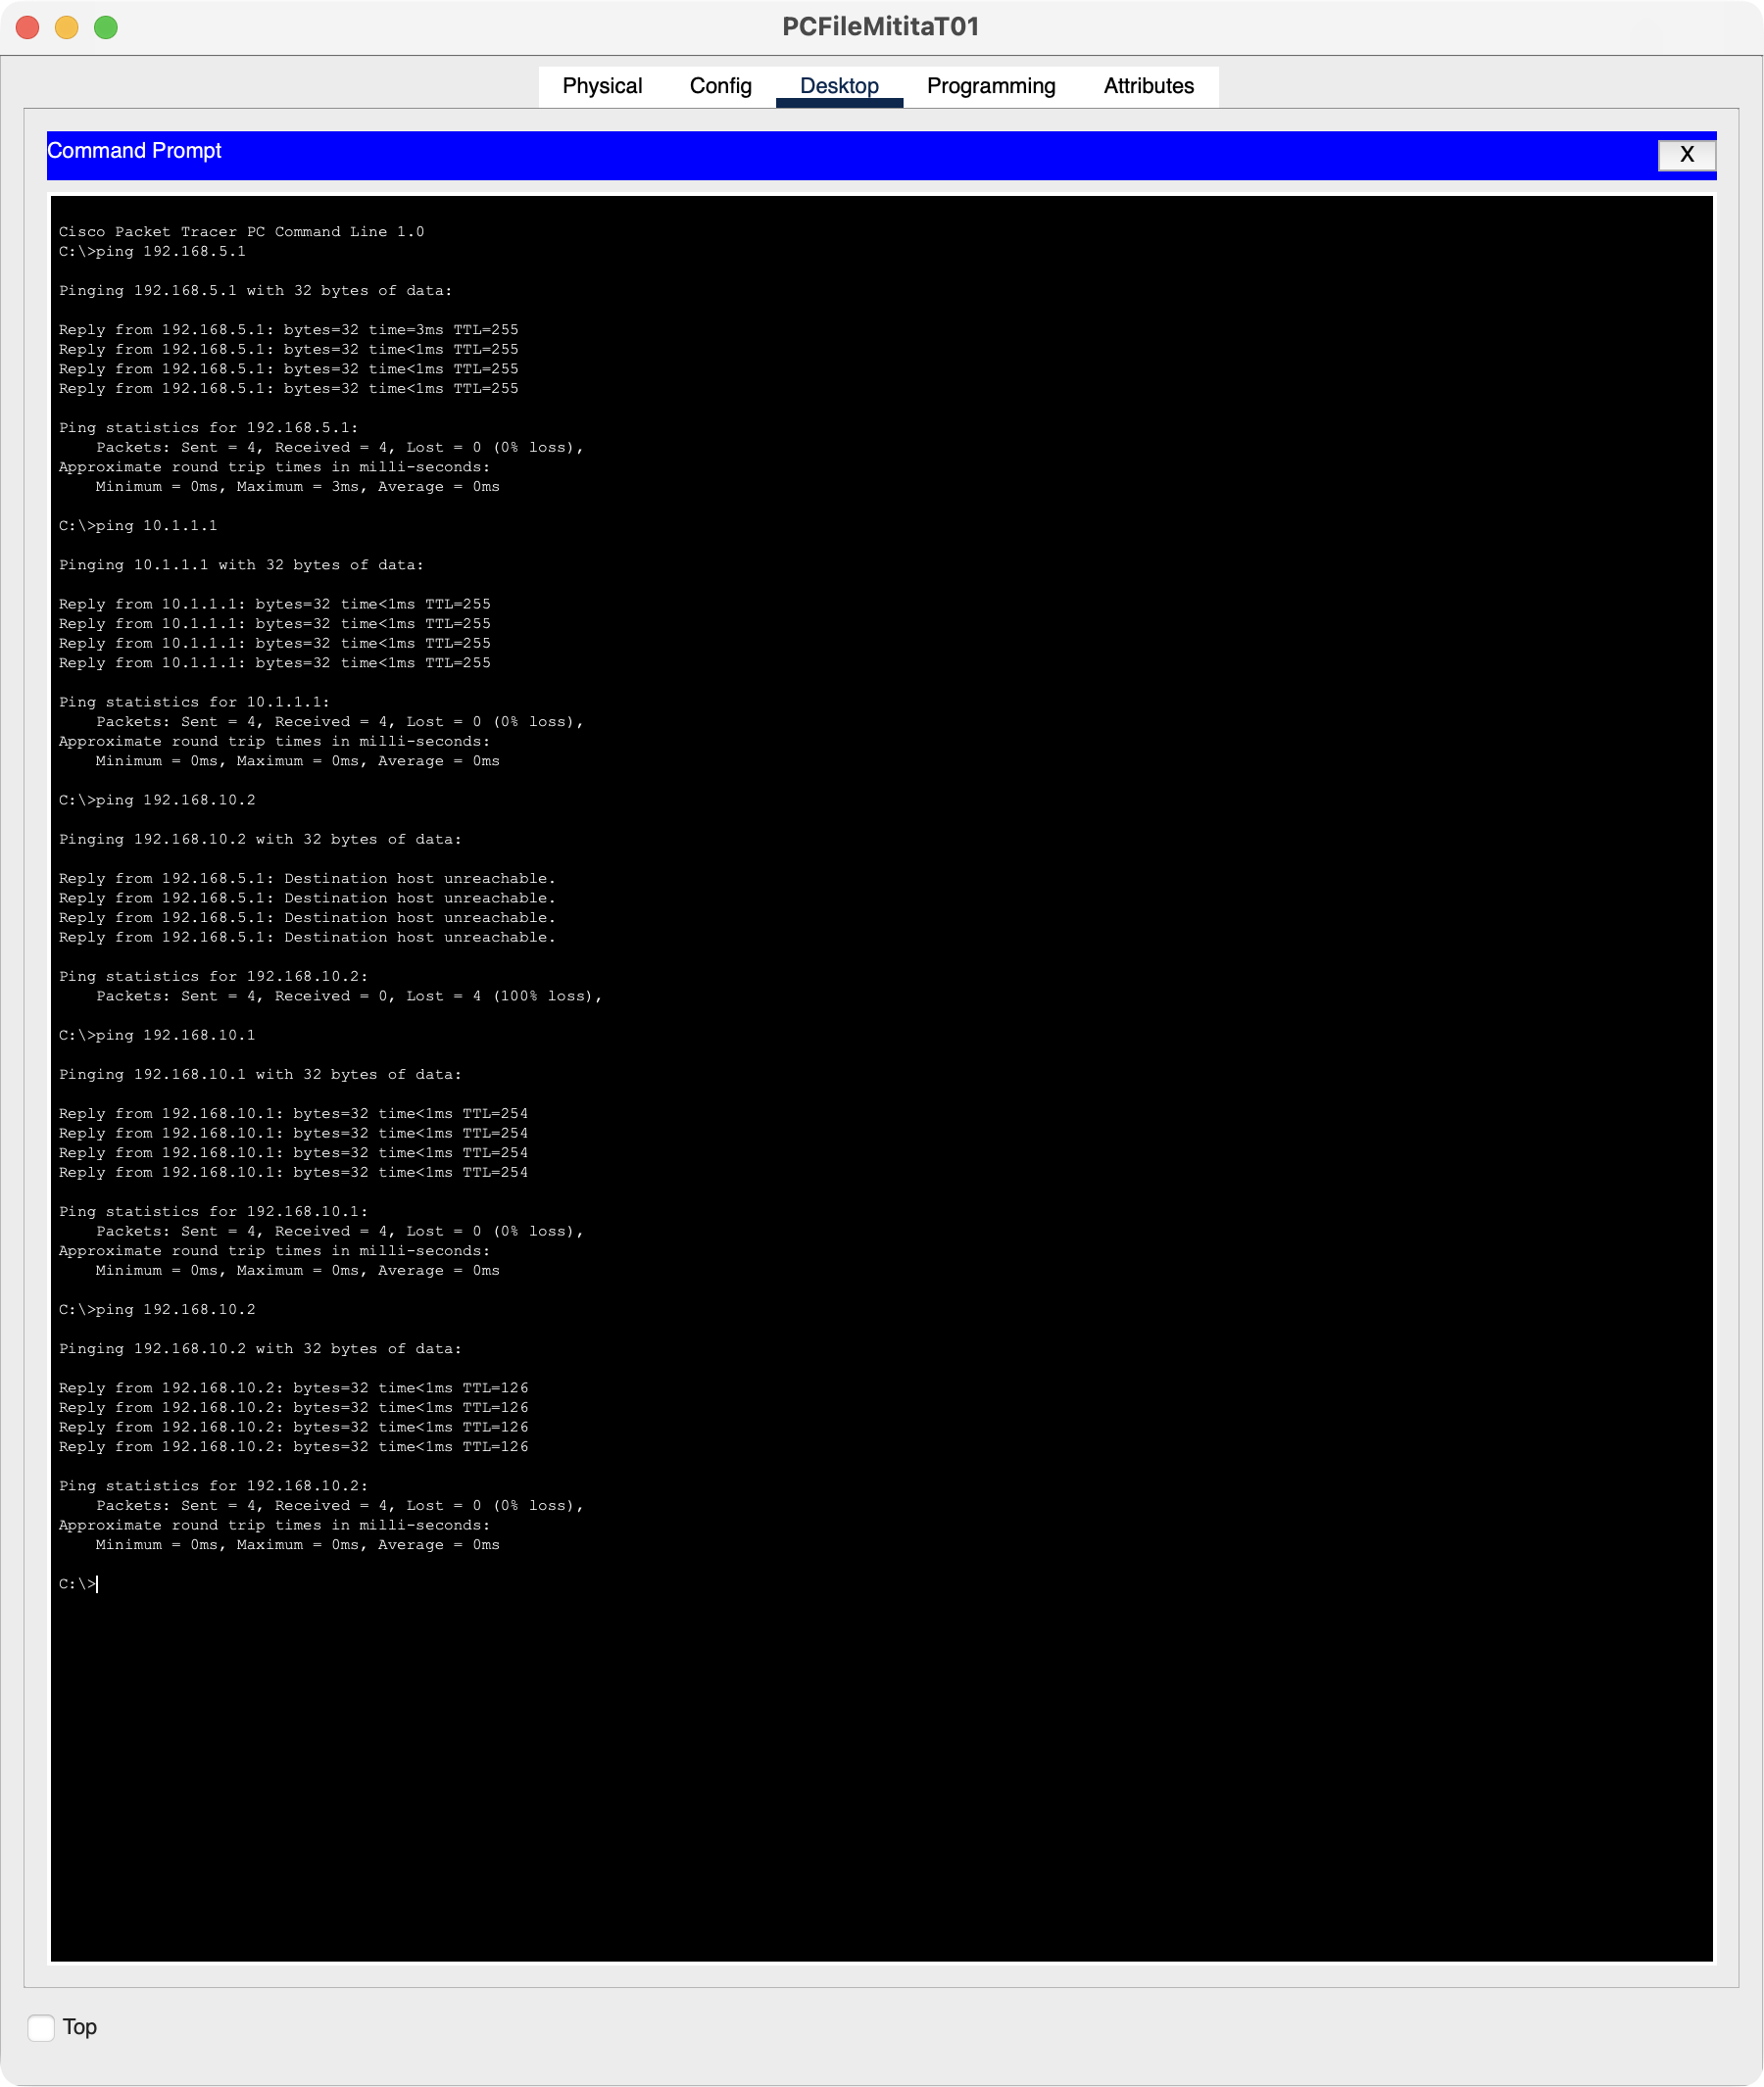 PCFileMititaT01
Physical Config Desktop Programming Attributes
Command Prompt
X
Cisco Packet Tracer PC Command Line 1.0
C:\>ping 192.168.5.1
Pinging 192.168.5.1 with 32 bytes of data:
Reply from 192.168.5.1: bytes=32 time=3ms TTL=255
Reply from 192.168.5.1: bytes=32 time<1ms TTL=255
Reply from 192.168.5.1: bytes=32 time<1ms TTL=255
Reply from 192.168.5.1: bytes=32 time<1ms TTL=255
Ping statistics for 192.168.5.1:
    Packets: Sent = 4, Received = 4, Lost = 0 (0% loss),
Approximate round trip times in milli-seconds:
    Minimum = 0ms, Maximum = 3ms, Average = 0ms
C:\>ping 10.1.1.1
Pinging 10.1.1.1 with 32 bytes of data:
Reply from 10.1.1.1: bytes=32 time<1ms TTL=255
Reply from 10.1.1.1: bytes=32 time<1ms TTL=255
Reply from 10.1.1.1: bytes=32 time<1ms TTL=255
Reply from 10.1.1.1: bytes=32 time<1ms TTL=255
Ping statistics for 10.1.1.1:
    Packets: Sent = 4, Received = 4, Lost = 0 (0% loss),
Approximate round trip times in milli-seconds:
    Minimum = 0ms, Maximum = 0ms, Average = 0ms
C:\>ping 192.168.10.2
Pinging 192.168.10.2 with 32 bytes of data:
Reply from 192.168.5.1: Destination host unreachable.
Reply from 192.168.5.1: Destination host unreachable.
Reply from 192.168.5.1: Destination host unreachable.
Reply from 192.168.5.1: Destination host unreachable.
Ping statistics for 192.168.10.2:
    Packets: Sent = 4, Received = 0, Lost = 4 (100% loss),
C:\>ping 192.168.10.1
Pinging 192.168.10.1 with 32 bytes of data:
Reply from 192.168.10.1: bytes=32 time<1ms TTL=254
Reply from 192.168.10.1: bytes=32 time<1ms TTL=254
Reply from 192.168.10.1: bytes=32 time<1ms TTL=254
Reply from 192.168.10.1: bytes=32 time<1ms TTL=254
Ping statistics for 192.168.10.1:
    Packets: Sent = 4, Received = 4, Lost = 0 (0% loss),
Approximate round trip times in milli-seconds:
    Minimum = 0ms, Maximum = 0ms, Average = 0ms
C:\>ping 192.168.10.2
Pinging 192.168.10.2 with 32 bytes of data:
Reply from 192.168.10.2: bytes=32 time<1ms TTL=126
Reply from 192.168.10.2: bytes=32 time<1ms TTL=126
Reply from 192.168.10.2: bytes=32 time<1ms TTL=126
Reply from 192.168.10.2: bytes=32 time<1ms TTL=126
Ping statistics for 192.168.10.2:
    Packets: Sent = 4, Received = 4, Lost = 0 (0% loss),
Approximate round trip times in milli-seconds:
    Minimum = 0ms, Maximum = 0ms, Average = 0ms
C:\>
Top